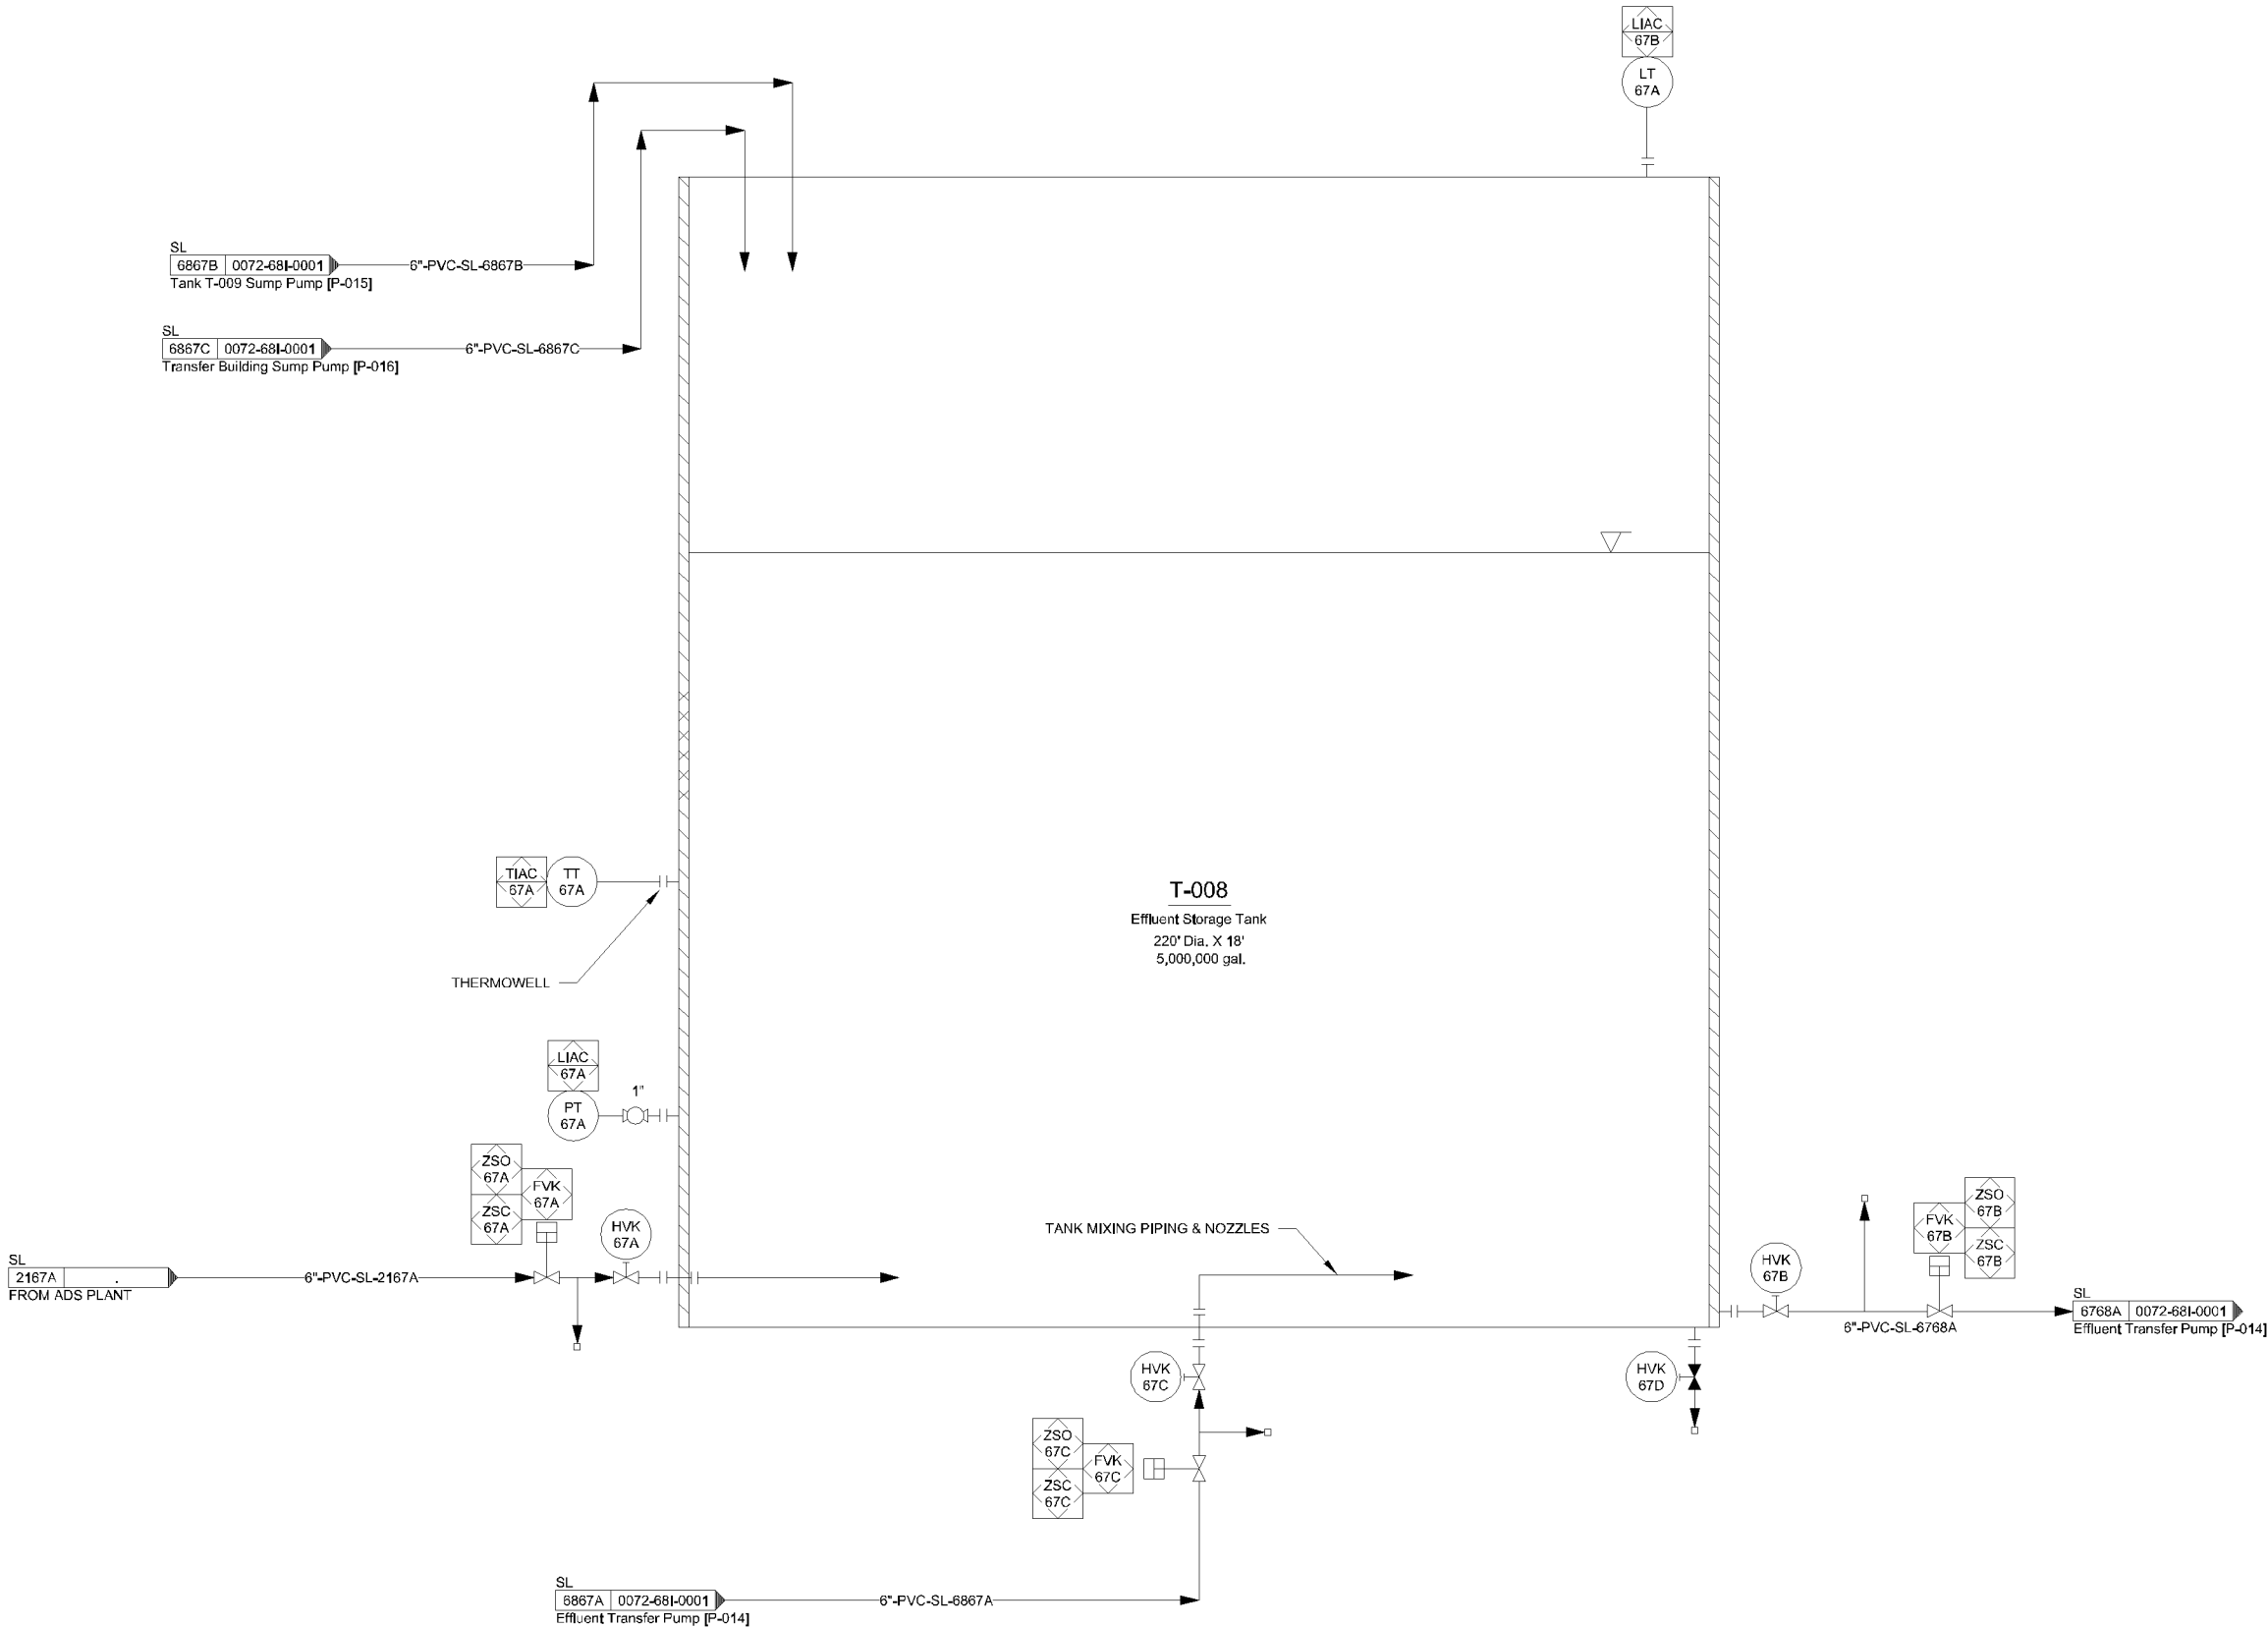 LIAC
67B
LT
67A
SL
6867B 0072-68I-0001
6"-PVC-SL-6867B
Tank T-009 Sump Pump [P-015]
SL
6867C 0072-68I-0001
6"-PVC-SL-6867C
Transfer Building Sump Pump [P-016]
TIAC
67A
TT
67A
THERMOWELL
T-008
Effluent Storage Tank
220' Dia. X 18'
5,000,000 gal.
LIAC
67A
PT
67A
1"
ZSO
67A
ZSC
67A
FVK
67A
HVK
67A
SL
2167A .
6"-PVC-SL-2167A
FROM ADS PLANT
TANK MIXING PIPING & NOZZLES
HVK
67B
FVK
67B
ZSO
67B
ZSC
67B
6"-PVC-SL-6768A
SL
6768A 0072-68I-0001
Effluent Transfer Pump [P-014]
HVK
67C
HVK
67D
ZSO
67C
ZSC
67C
FVK
67C
SL
6867A 0072-68I-0001
6"-PVC-SL-6867A
Effluent Transfer Pump [P-014]